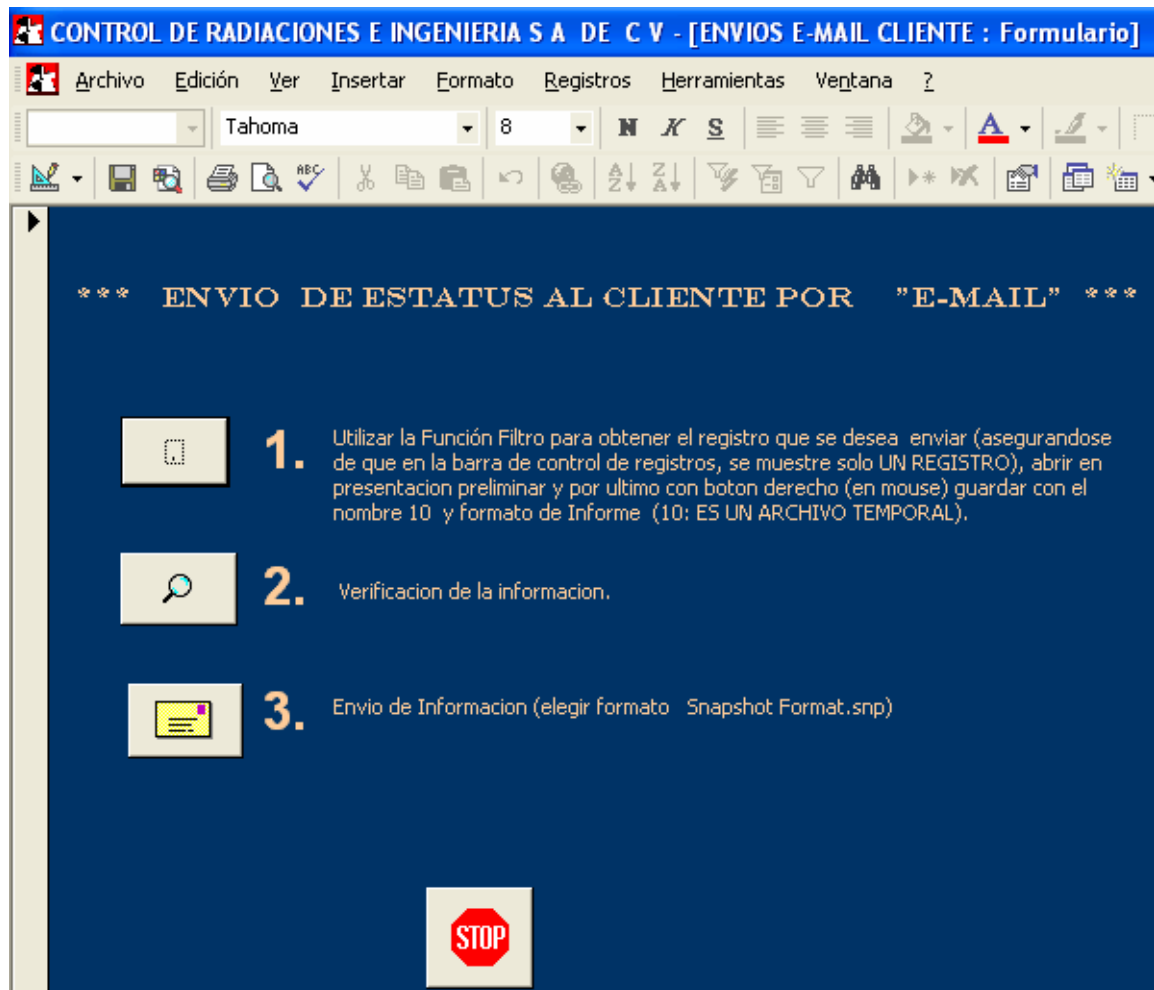 CONTROL DE RADIACIONES E INGENIERIA S A DE C V - [ENVIOS E-MAIL CLIENTE : Formulario]
Archivo Edición Ver Insertar Formato Registros Herramientas Ventana ?
Tahoma 8 N K S A
ABC A Z Z A
*** ENVIO DE ESTATUS AL CLIENTE POR "E-MAIL" ***
1. Utilizar la Función Filtro para obtener el registro que se desea enviar (asegurandose
de que en la barra de control de registros, se muestre solo UN REGISTRO), abrir en
presentacion preliminar y por ultimo con boton derecho (en mouse) guardar con el
nombre 10 y formato de Informe (10: ES UN ARCHIVO TEMPORAL).
2. Verificacion de la informacion.
3. Envio de Informacion (elegir formato Snapshot Format.snp)
STOP